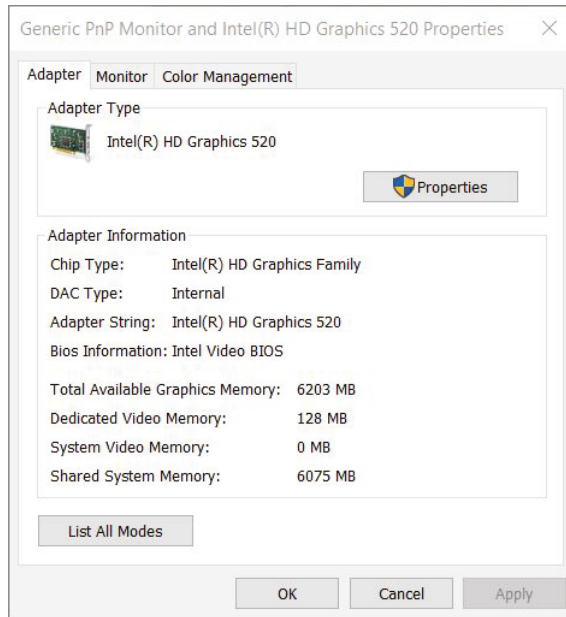 Generic PnP Monitor and Intel(R) HD Graphics 520 Properties
Adapter Monitor Color Management
Adapter Type
Intel(R) HD Graphics 520
Properties
Adapter Information
Chip Type: Intel(R) HD Graphics Family
DAC Type: Internal
Adapter String: Intel(R) HD Graphics 520
Bios Information: Intel Video BIOS
Total Available Graphics Memory: 6203 MB
Dedicated Video Memory: 128 MB
System Video Memory: 0 MB
Shared System Memory: 6075 MB
List All Modes
OK Cancel Apply